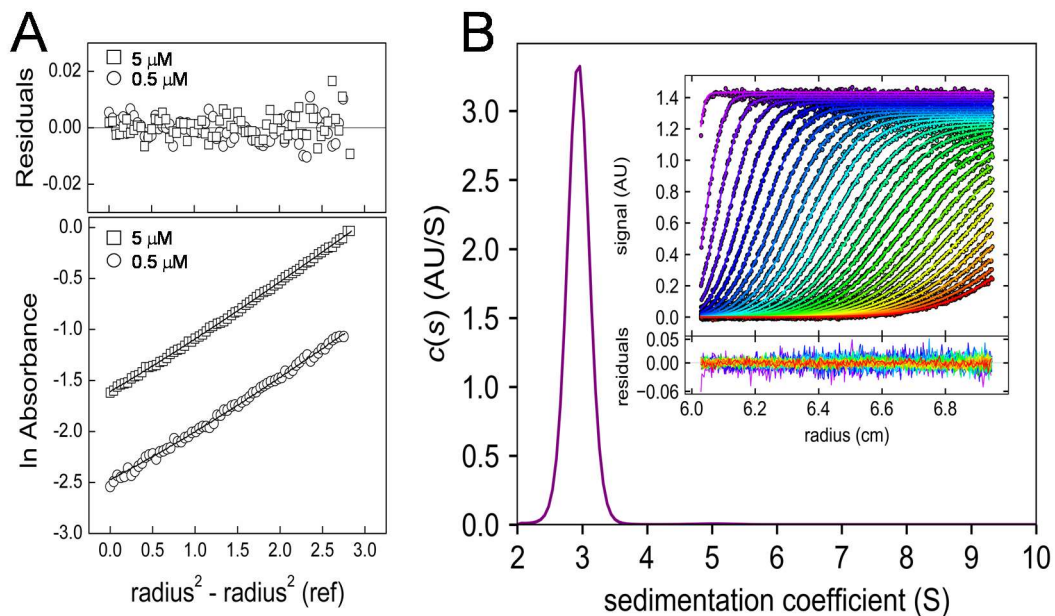 A
B
□ 5 μM
○ 0.5 μM
Residuals
0.02
0.00
-0.02
□ 5 μM
○ 0.5 μM
ln Absorbance
0.0
-0.5
-1.0
-1.5
-2.0
-2.5
-3.0
0.0 0.5 1.0 1.5 2.0 2.5 3.0
radius² - radius² (ref)
c(s) (AU/S)
3.0
3.5
3.0
2.5
2.0
1.5
1.0
0.5
0.0
2 3 4 5 6 7 8 9 10
sedimentation coefficient (S)
signal (AU)
1.4
1.2
1.0
0.8
0.6
0.4
0.2
0.0
residuals
0.05
0.00
−0.06
6.0 6.2 6.4 6.6 6.8
radius (cm)